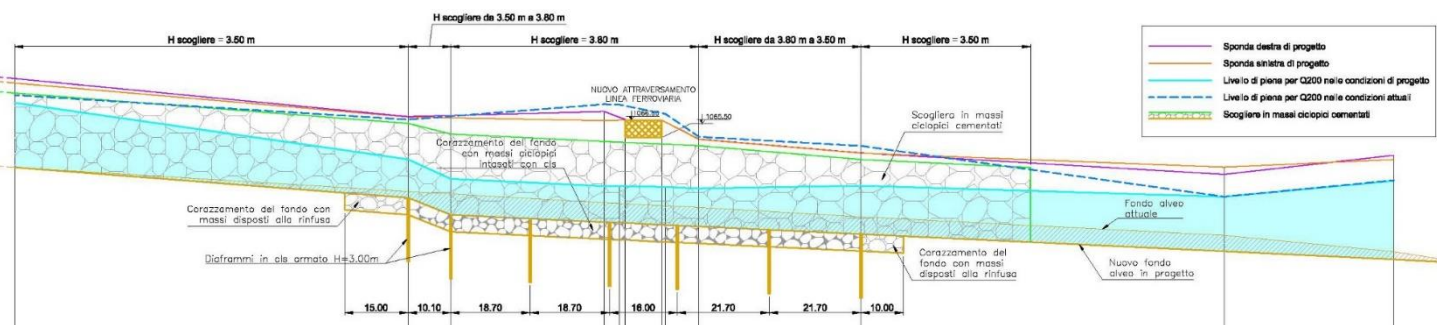 H scogliere da 3.50 m a 3.80 m
H scogliere = 3.50 m
H scogliere = 3.80 m
H scogliere da 3.80 m a 3.50 m
H scogliere = 3.50 m
Sponda destra di progetto
Sponda sinistra di progetto
Livello di piena per Q200 nelle condizioni di progetto
Livello di piena per Q200 nelle condizioni attuali
Scogliere in massi ciclopici cementati
NUOVO ATTRAVERSAMENTO
LINEA FERROVIARIA
1065.50
Scogliera in massi
ciclopici cementati
Corazzamento del fondo
con massi ciclopici
intasati con cls
Corazzamento del fondo con
massi disposti alla rinfusa
Fondo alveo
attuale
Diaframmi in cls armato H=3.00m
Corazzamento del
fondo con massi
disposti alla rinfusa
Nuovo fondo
alveo in progetto
15.00
10.10
18.70
18.70
16.00
21.70
21.70
10.00